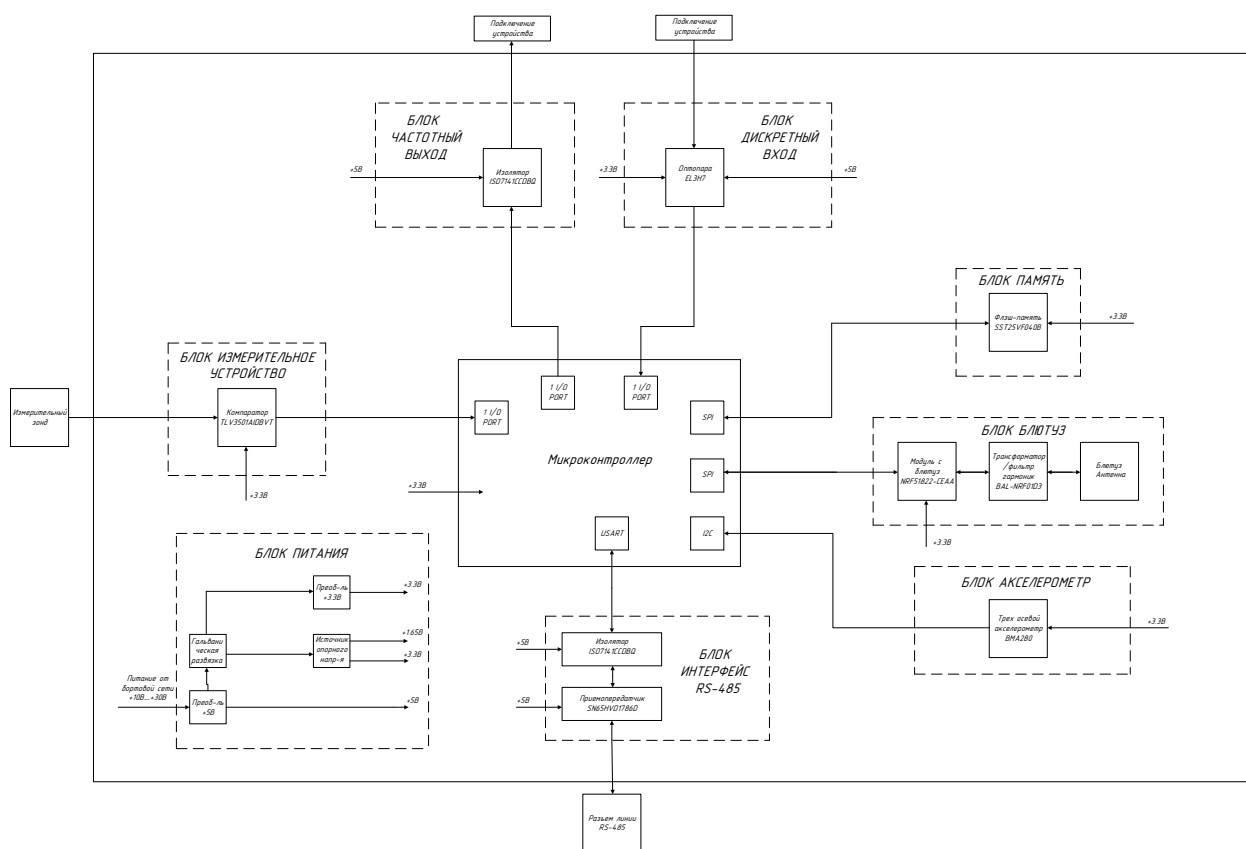 Подключение
устройства
Подключение
устройства
БЛОК
ЧАСТОТНЫЙ
ВЫХОД
+5В
Изолятор
ISO7141CCDBQ
БЛОК
ДИСКРЕТНЫЙ
ВХОД
+3.3В
Оптопара
EL3H7
+5В
БЛОК ПАМЯТЬ
Флэш-память
SST25VF040B
+3.3В
БЛОК ИЗМЕРИТЕЛЬНОЕ
УСТРОЙСТВО
Измерительный
зонд
Компаратор
TLV3501AIDBVT
+3.3В
1 I/O
PORT
1 I/O
PORT
1 I/O
PORT
SPI
SPI
I2C
USART
Микроконтроллер
+3.3В
БЛОК БЛЮТУЗ
Модуль с
блютуз
NRF51822-CEAA
Трансформатор
/фильтр
гармоник
BAL-NRF01D3
Блютуз
Антенна
+3.3В
БЛОК АКСЕЛЕРОМЕТР
Трех осевой
акселерометр
BMA280
+3.3В
БЛОК ПИТАНИЯ
Преоб-ль
+3.3В
+3.3В
Гальвани
ческая
развязка
Источник
опорного
напр-я
+1.65В
+3.3В
Питание от
бортовой сети
+10В...+30В
Преоб-ль
+5В
+5В
БЛОК
ИНТЕРФЕЙС
RS-485
+5В
Изолятор
ISO7141CCDBQ
+5В
Приемопередатчик
SN65HVD1786D
Разъем линии
RS-485